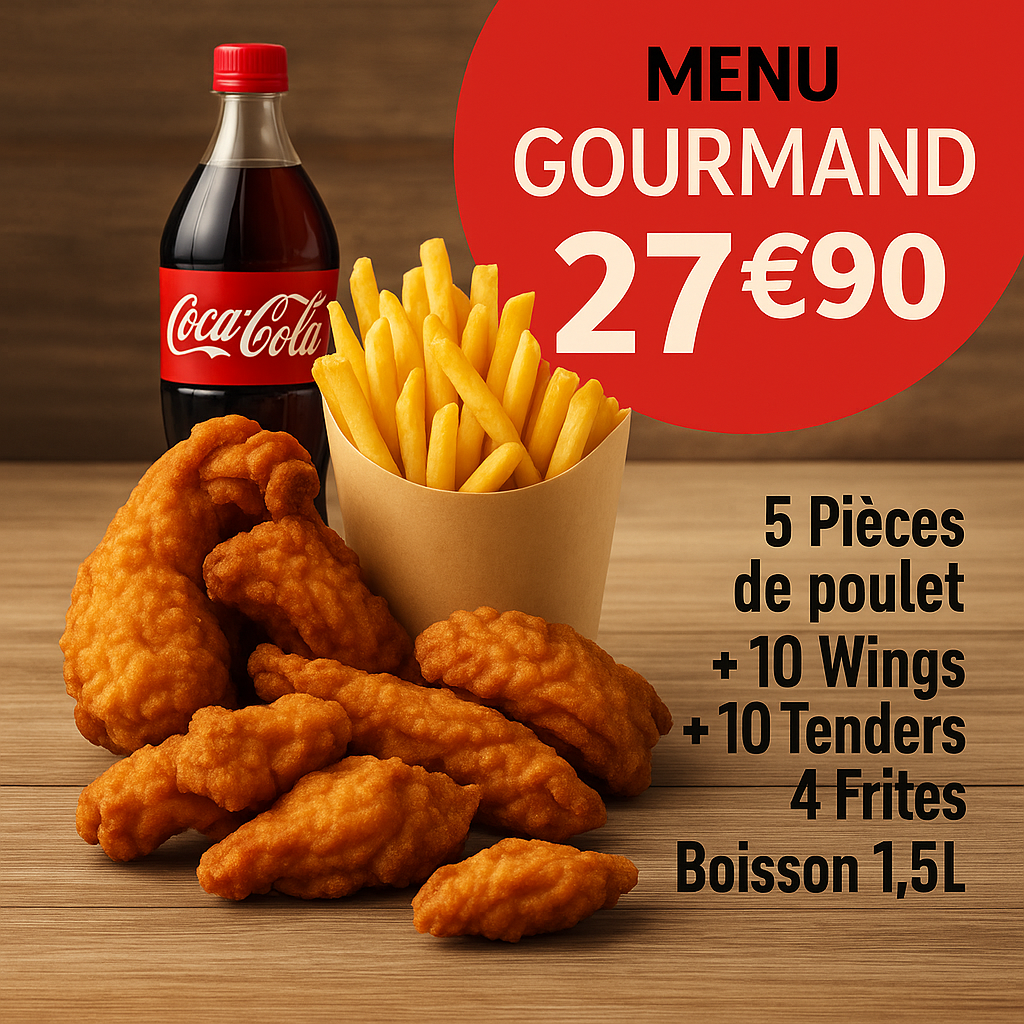 MENU
GOURMAND
27€90
Coca-Cola
5 Pièces
de poulet
+ 10 Wings
+ 10 Tenders
4 Frites
Boisson 1,5L